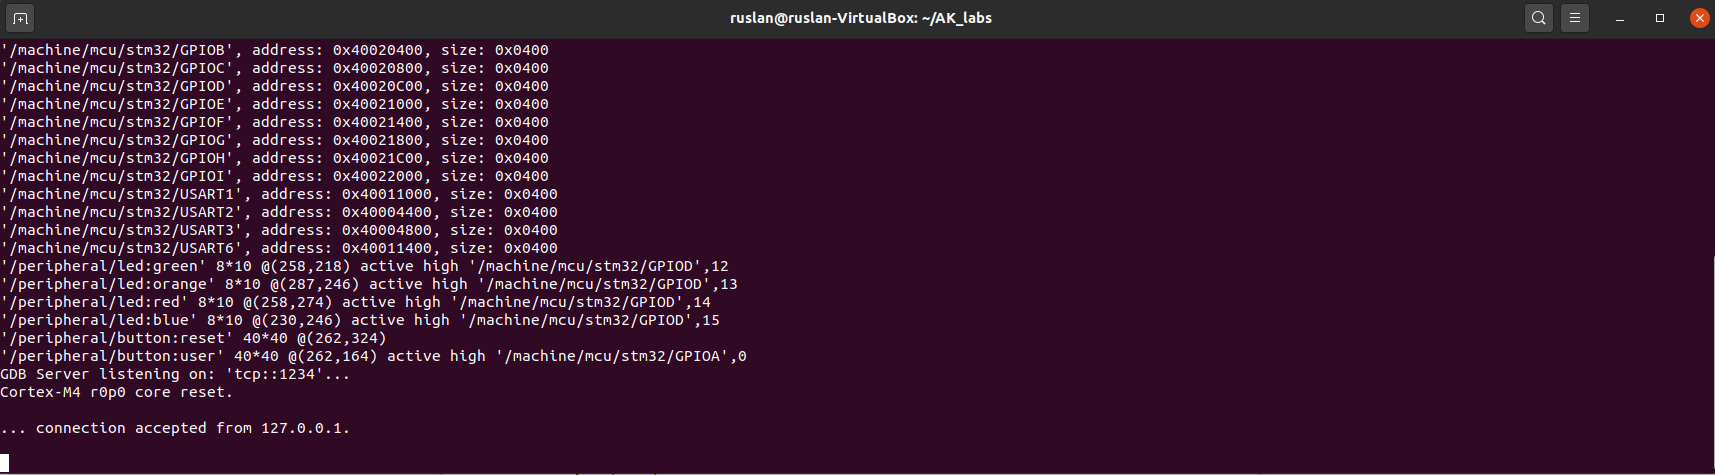 ruslan@ruslan-VirtualBox: ~/AK_labs
'/machine/mcu/stm32/GPIOB', address: 0x40020400, size: 0x0400
'/machine/mcu/stm32/GPIOC', address: 0x40020800, size: 0x0400
'/machine/mcu/stm32/GPIOD', address: 0x40020C00, size: 0x0400
'/machine/mcu/stm32/GPIOE', address: 0x40021000, size: 0x0400
'/machine/mcu/stm32/GPIOF', address: 0x40021400, size: 0x0400
'/machine/mcu/stm32/GPIOG', address: 0x40021800, size: 0x0400
'/machine/mcu/stm32/GPIOH', address: 0x40021C00, size: 0x0400
'/machine/mcu/stm32/GPIOI', address: 0x40022000, size: 0x0400
'/machine/mcu/stm32/USART1', address: 0x40011000, size: 0x0400
'/machine/mcu/stm32/USART2', address: 0x40004400, size: 0x0400
'/machine/mcu/stm32/USART3', address: 0x40004800, size: 0x0400
'/machine/mcu/stm32/USART6', address: 0x40011400, size: 0x0400
'/peripheral/led:green' 8*10 @(258,218) active high '/machine/mcu/stm32/GPIOD',12
'/peripheral/led:orange' 8*10 @(287,246) active high '/machine/mcu/stm32/GPIOD',13
'/peripheral/led:red' 8*10 @(258,274) active high '/machine/mcu/stm32/GPIOD',14
'/peripheral/led:blue' 8*10 @(230,246) active high '/machine/mcu/stm32/GPIOD',15
'/peripheral/button:reset' 40*40 @(262,324)
'/peripheral/button:user' 40*40 @(262,164) active high '/machine/mcu/stm32/GPIOA',0
GDB Server listening on: 'tcp::1234'...
Cortex-M4 r0p0 core reset.
... connection accepted from 127.0.0.1.